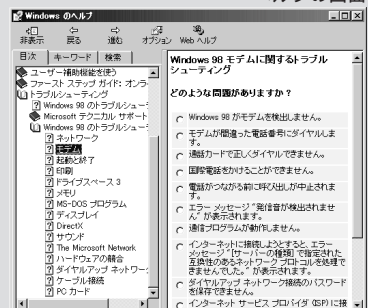 Windows のヘルプ
非表示 戻る 進む オプション Web ヘルプ
目次 キーワード 検索
ユーザー補助機能を使う
ファースト ステップ ガイド: オンラ
トラブルシューティング
Windows 98 のトラブルシュー
Microsoft テクニカル サポート
Windows 98 のトラブルシュー
ネットワーク
モデム
起動と終了
印刷
ドライブスペース 3
メモリ
MS-DOS プログラム
ディスプレイ
DirectX
サウンド
The Microsoft Network
ハードウェアの競合
ダイヤルアップ ネットワーク
ケーブル接続
PC カード
Windows 98 モデムに関するトラブル
シューティング
どのような問題がありますか ?
Windows 98 がモデムを検出しません。
モデムが間違った電話番号にダイヤルしま
す。
通話カードで正しくダイヤルできません。
国際電話をかけることができません。
電話がつながる前に呼び出しが中止されま
す。
エラー メッセージ "発信音が検出されませ
ん" が表示されます。
通信プログラムが動作しません。
インターネットに接続しようとすると、エラー
メッセージ "[サーバーの種類] で指定された
互換性のあるネットワーク プロトコルを処理で
きませんでした。" が表示されます。
ダイヤルアップ ネットワーク接続のパスワード
を保存できません。
インターネット サービス プロバイダ (ISP) に接